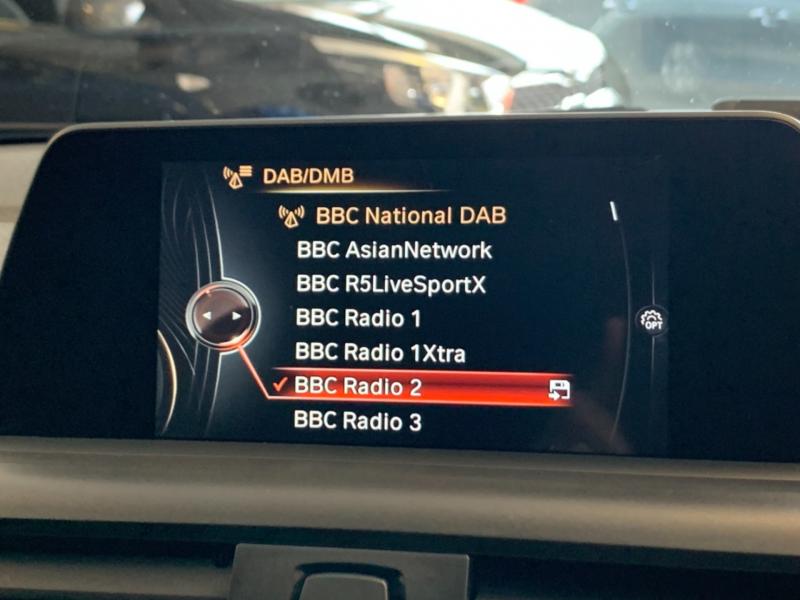 DAB/DMB
BBC National DAB
BBC AsianNetwork
BBC R5LiveSportX
BBC Radio 1
OPT
BBC Radio 1Xtra
BBC Radio 2
BBC Radio 3